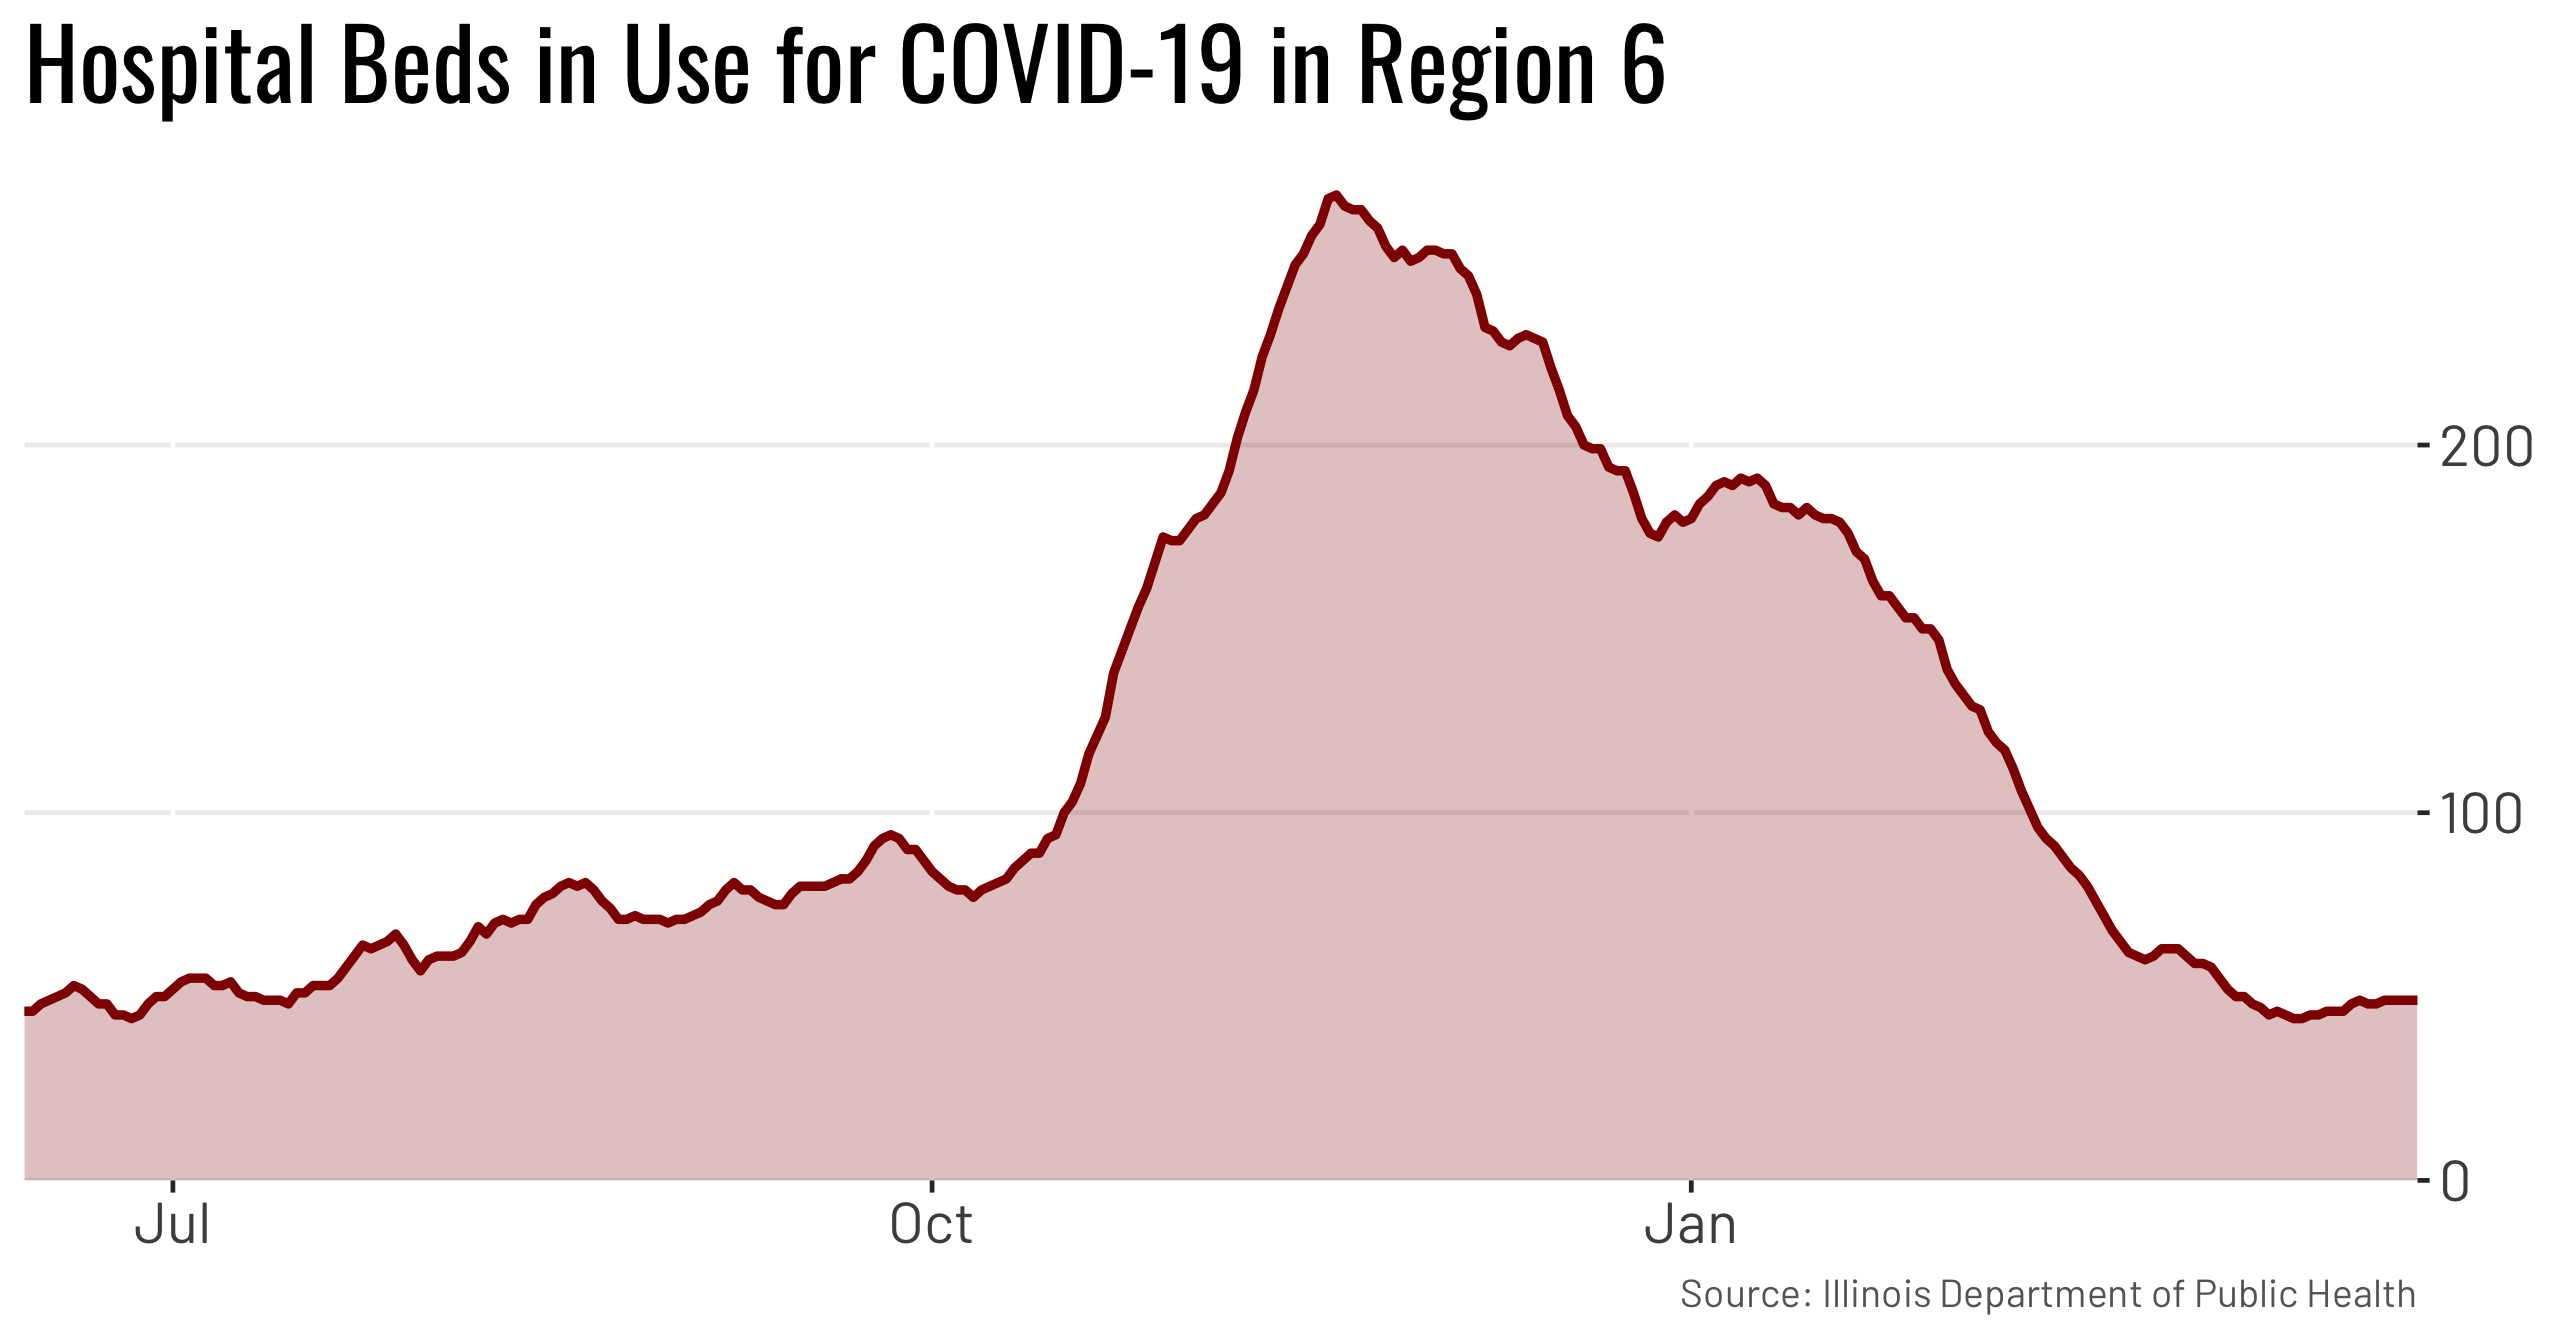 Hospital Beds in Use for COVID-19 in Region 6
200
100
0
Jul Oct Jan
Source: Illinois Department of Public Health